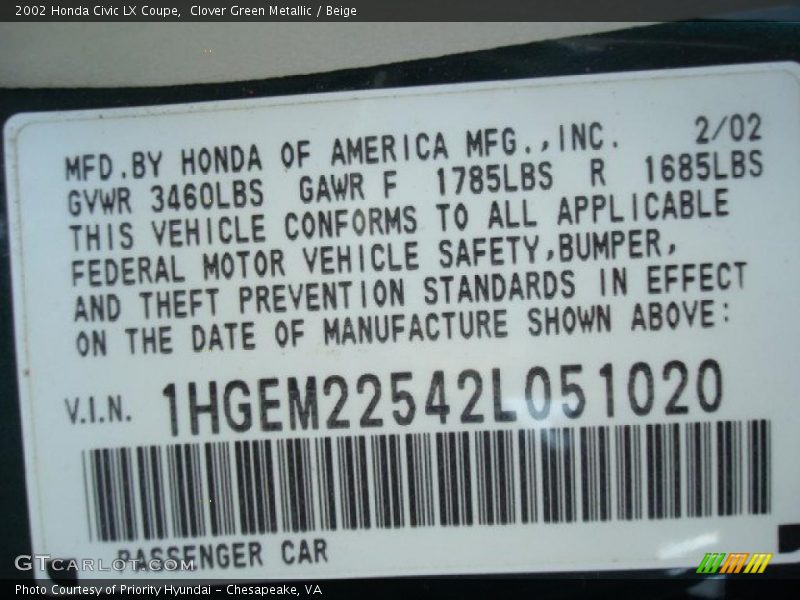 2002 Honda Civic LX Coupe,  Clover Green Metallic / Beige
MFD.BY HONDA OF AMERICA MFG.,INC. 2/02
GVWR 3460LBS GAWR F 1785LBS R 1685LBS
THIS VEHICLE CONFORMS TO ALL APPLICABLE
FEDERAL MOTOR VEHICLE SAFETY,BUMPER,
AND THEFT PREVENTION STANDARDS IN EFFECT
ON THE DATE OF MANUFACTURE SHOWN ABOVE:
V.I.N. 1HGEM22542L051020
PASSENGER CAR
GTCarLot.com
Photo Courtesy of Priority Hyundai - Chesapeake, VA